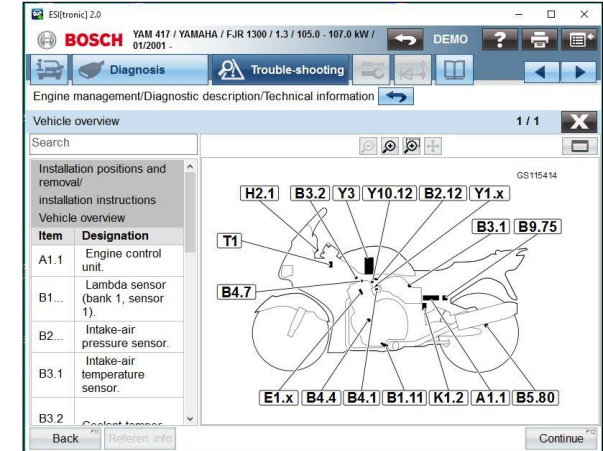 ESI[tronic] 2.0
BOSCH
YAM 417 / YAMAHA / FJR 1300 / 1.3 / 105.0 - 107.0 kW /
01/2001 -
DEMO
?
Diagnosis
Trouble-shooting
Engine management/Diagnostic description/Technical information
Vehicle overview
1 / 1
X
Search
Installation positions and
removal/
installation instructions
Vehicle overview
Item Designation
A1.1 Engine control
unit.
B1... Lambda sensor
(bank 1, sensor
1).
B2... Intake-air
pressure sensor.
B3.1 Intake-air
temperature
sensor.
B3.2
GS115414
H2.1 B3.2 Y3 Y10.12 B2.12 Y1.x
B3.1 B9.75
T1
B4.7
E1.x B4.4 B4.1 B1.11 K1.2 A1.1 B5.80
Back F11
Referen. info
Continue F12